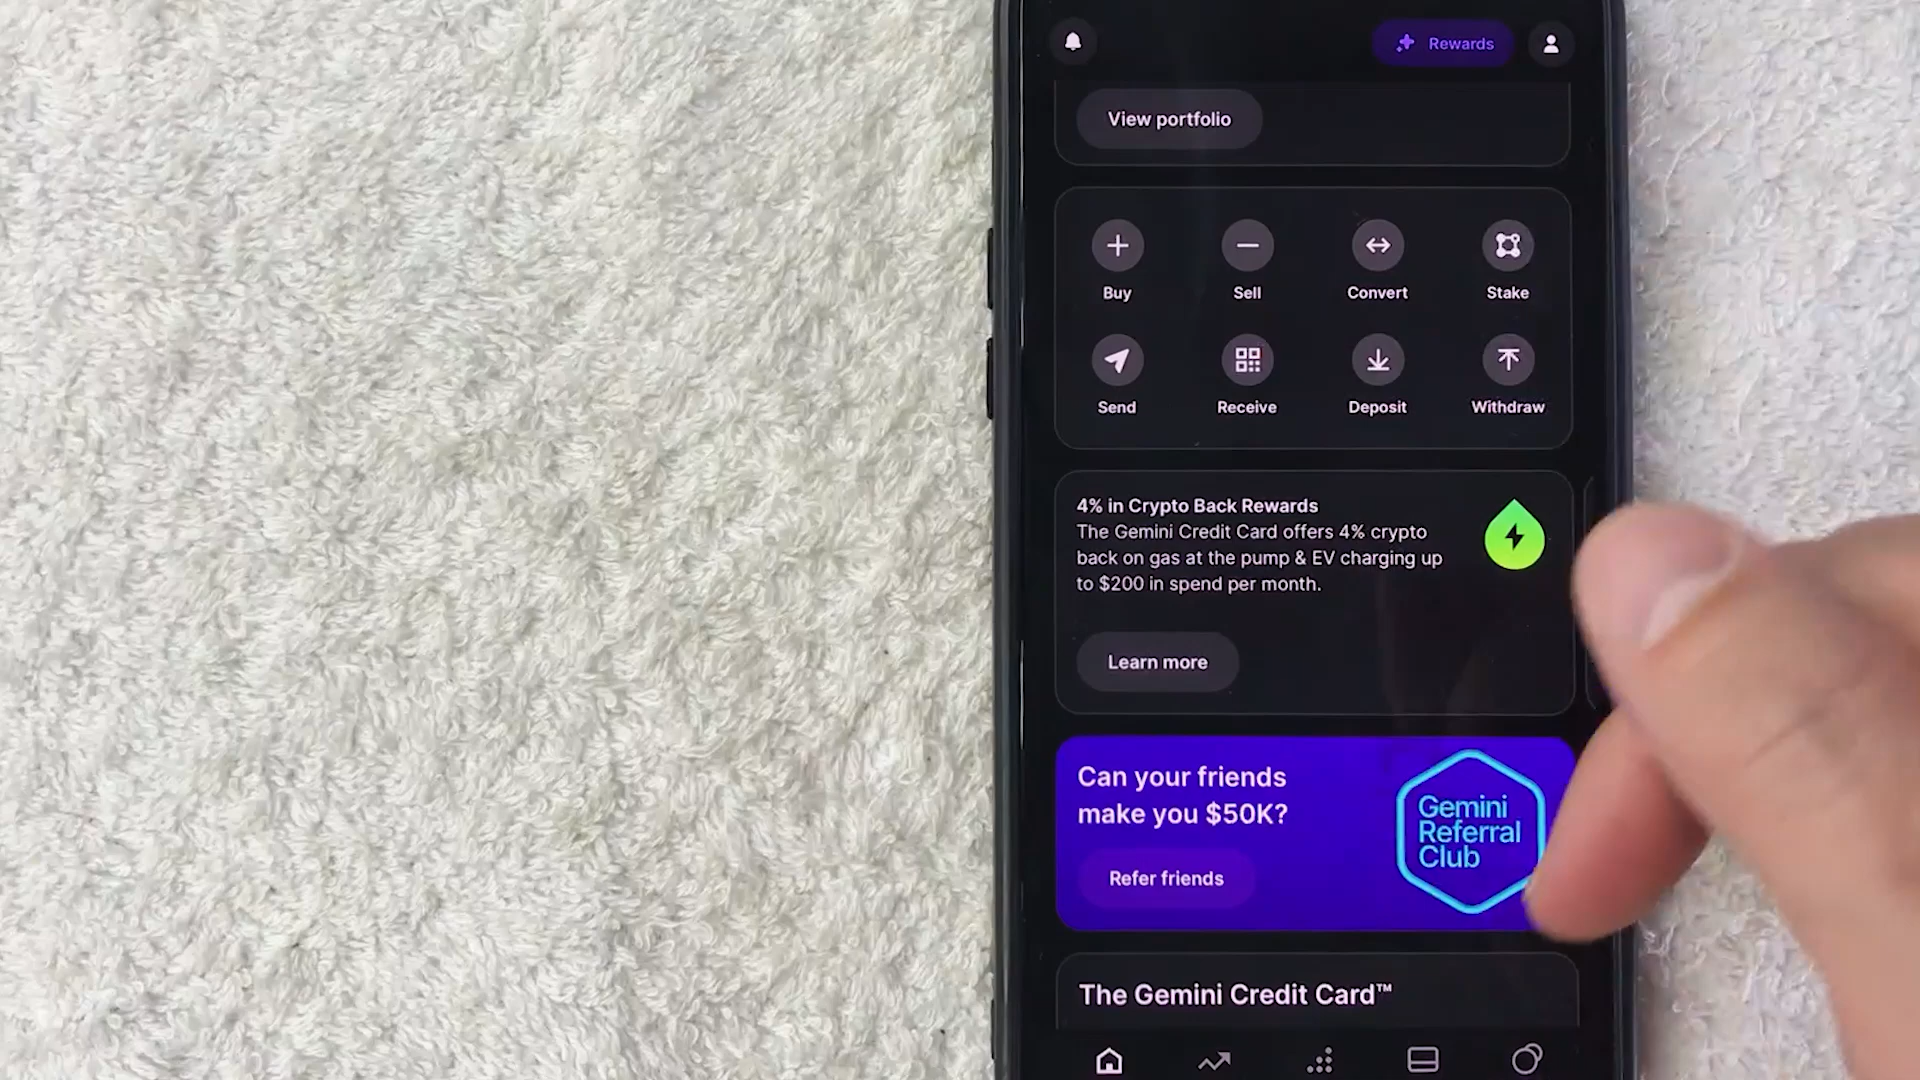 Rewards
View portfolio
Buy
Sell
Convert
Stake
Send
Receive
Deposit
Withdraw
4% in Crypto Back Rewards
The Gemini Credit Card offers 4% crypto
back on gas at the pump & EV charging up
to $200 in spend per month.
Learn more
Can your friends
make you $50K?
Refer friends
Gemini
Referral
Club
The Gemini Credit Card™